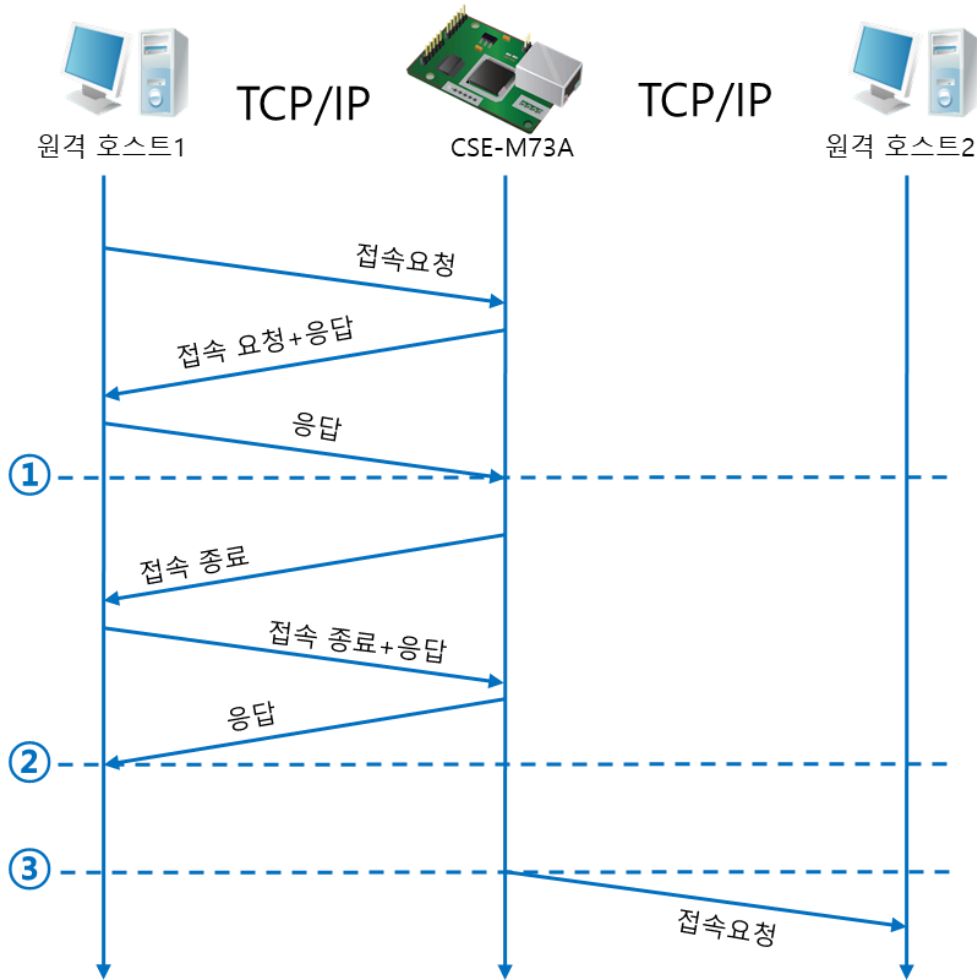 TCP/IP
TCP/IP
원격 호스트1
CSE-M73A
원격 호스트2
접속요청
접속 요청+응답
응답
①
접속 종료
접속 종료+응답
응답
②
③
접속요청